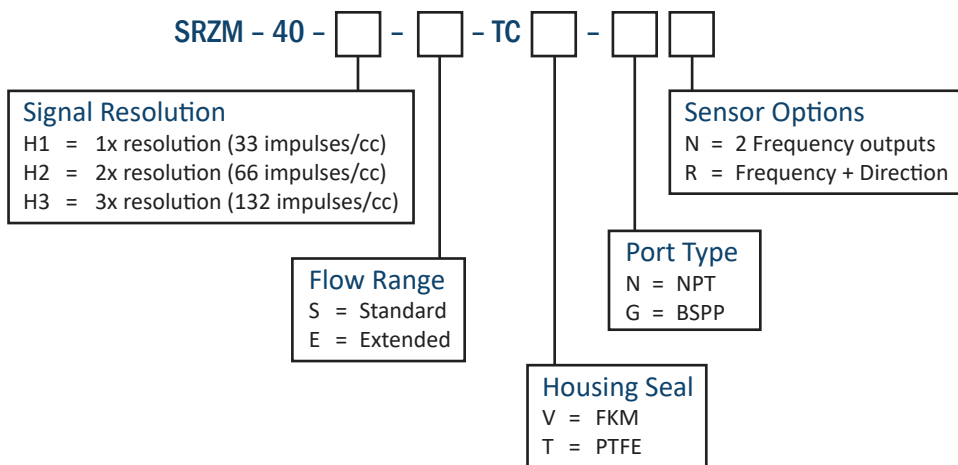 SRZM – 40 – – – TC –
Signal Resolution
H1 = 1x resolution (33 impulses/cc)
H2 = 2x resolution (66 impulses/cc)
H3 = 3x resolution (132 impulses/cc)
Sensor Options
N = 2 Frequency outputs
R = Frequency + Direction
Flow Range
S = Standard
E = Extended
Port Type
N = NPT
G = BSPP
Housing Seal
V = FKM
T = PTFE